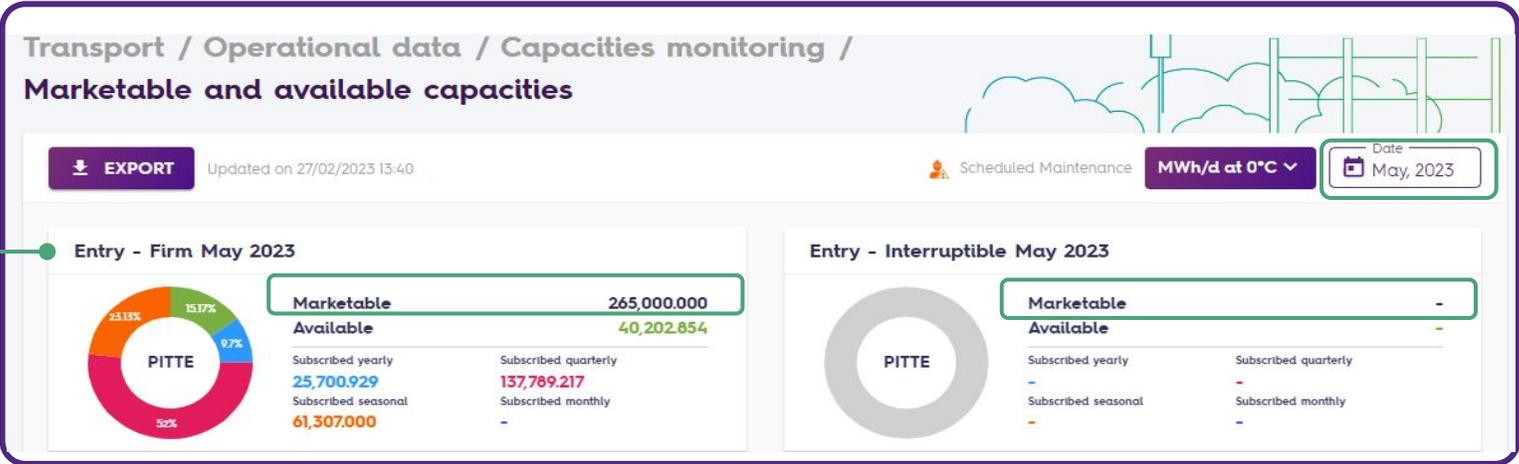 Transport / Operational data / Capacities monitoring /
Marketable and available capacities
EXPORT
Updated on 27/02/2023 13:40
Scheduled Maintenance
MWh/d at 0°C
Date
May, 2023
Entry - Firm May 2023
23.13%
15.17%
9.7%
52%
PITTE
Marketable 265,000.000
Available 40,202.854
Subscribed yearly Subscribed quarterly
25,700.929 137,789.217
Subscribed seasonal Subscribed monthly
61,307.000 -
Entry - Interruptible May 2023
PITTE
Marketable -
Available -
Subscribed yearly Subscribed quarterly
- -
Subscribed seasonal Subscribed monthly
- -